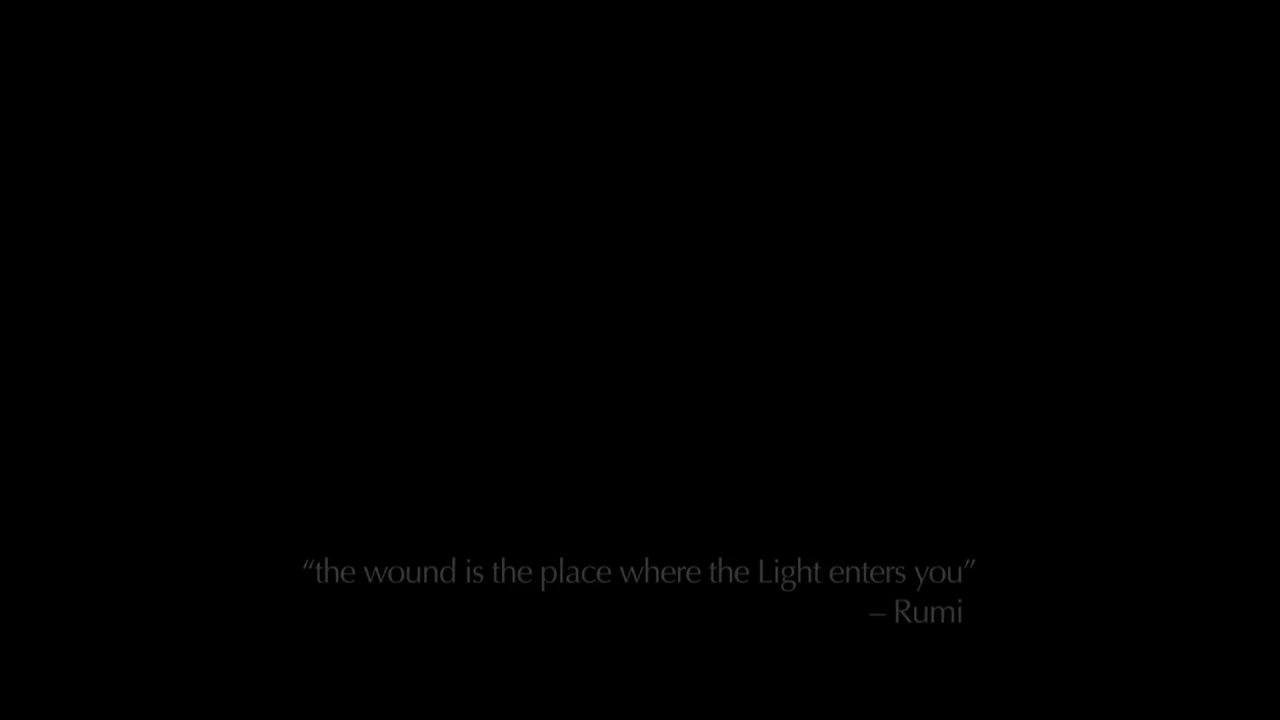 “the wound is the place where the Light enters you”
– Rumi